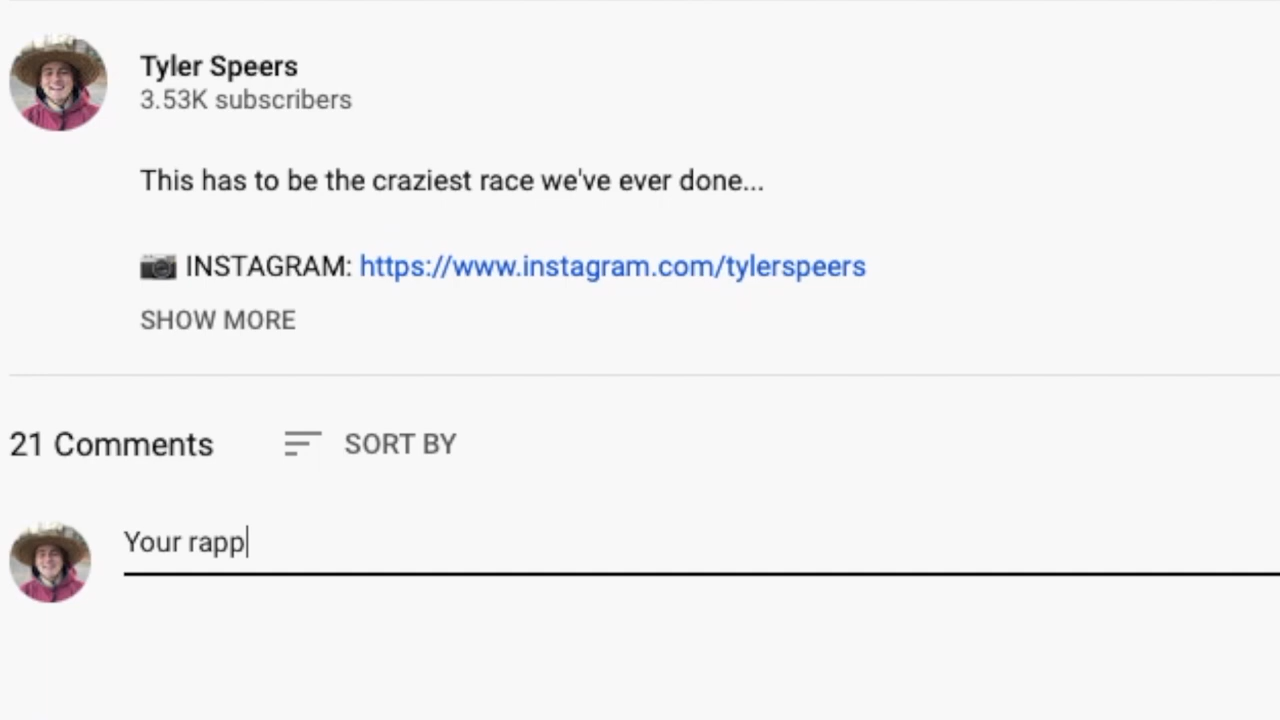 Tyler Speers
3.53K subscribers
This has to be the craziest race we've ever done...
📷 INSTAGRAM: https://www.instagram.com/tylerspeers
SHOW MORE
21 Comments SORT BY
Your rapp